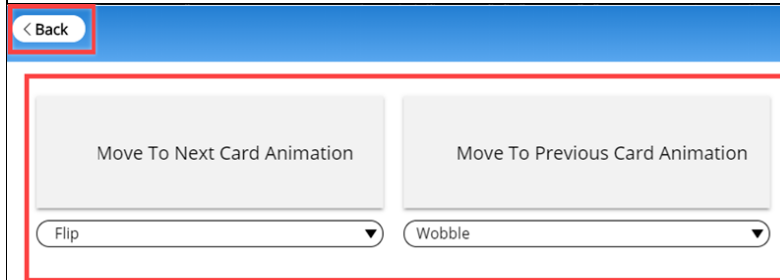 Back
Move To Next Card Animation
Move To Previous Card Animation
Flip
Wobble